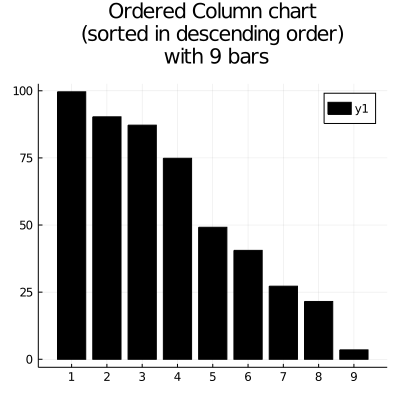 Ordered Column chart
(sorted in descending order)
with 9 bars
y1
100
75
50
25
0
1 2 3 4 5 6 7 8 9